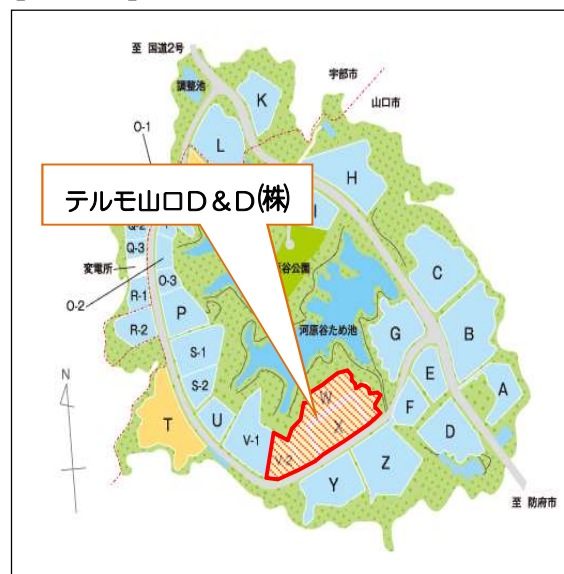 至 国道2号
宇部市
調整池
山口市
K
O-1
L
テルモ山口D&D(株)
H
I
Q-2
Q-3
変電所
O-3
O-2
R-1
P
R-2
谷公園
河原谷ため池
C
G
B
S-1
S-2
E
A
N
W
F
T
U
V-1
X
D
V-2
Z
Y
至 防府市